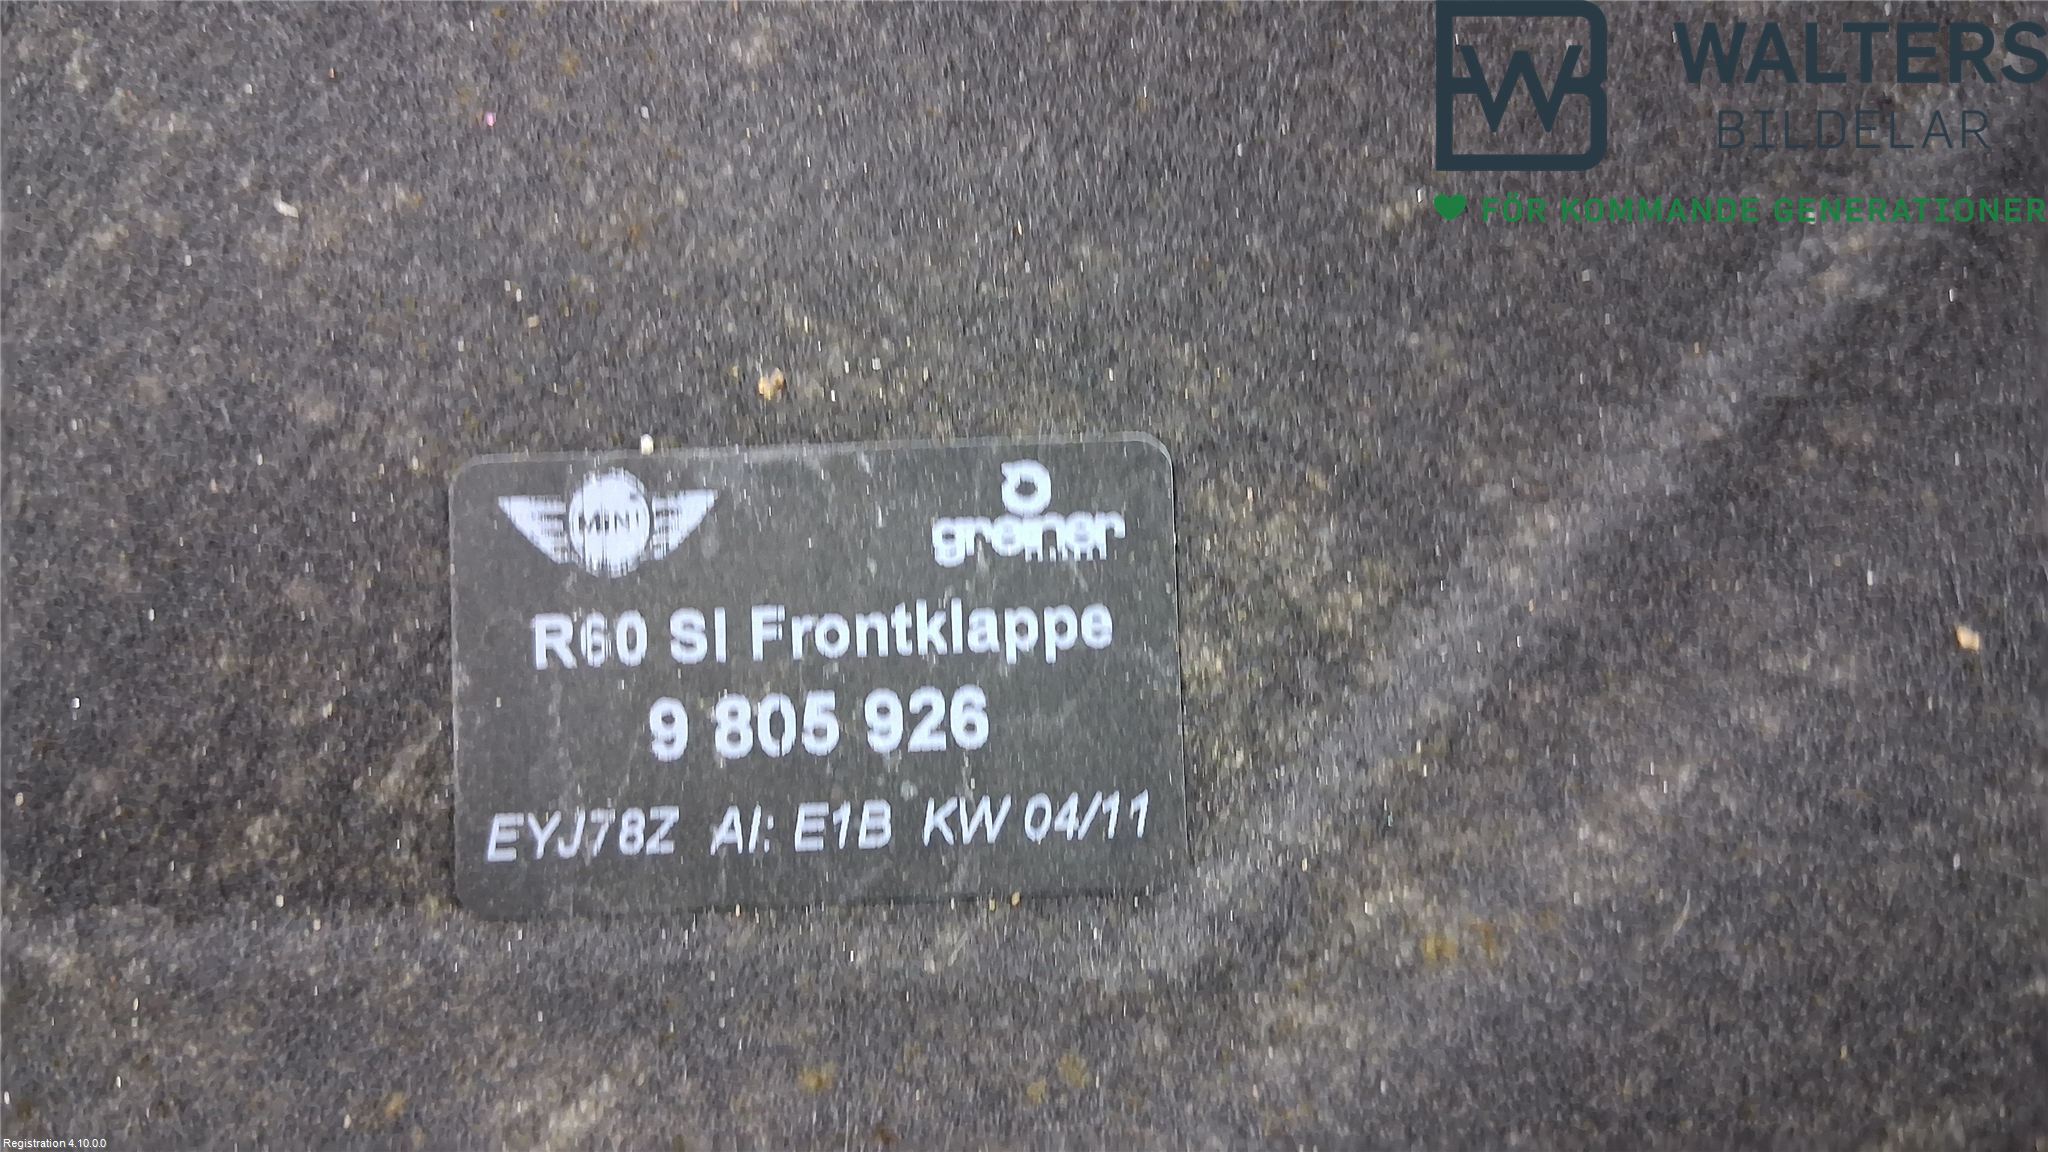 WALTERS
BILDELAR
FÖR KOMMANDE GENERATIONER
MINI
greiner
R60 SI Frontklappe
9 805 926
EYJ78Z AI: E1B KW 04/11
Registration 4.10.0.0